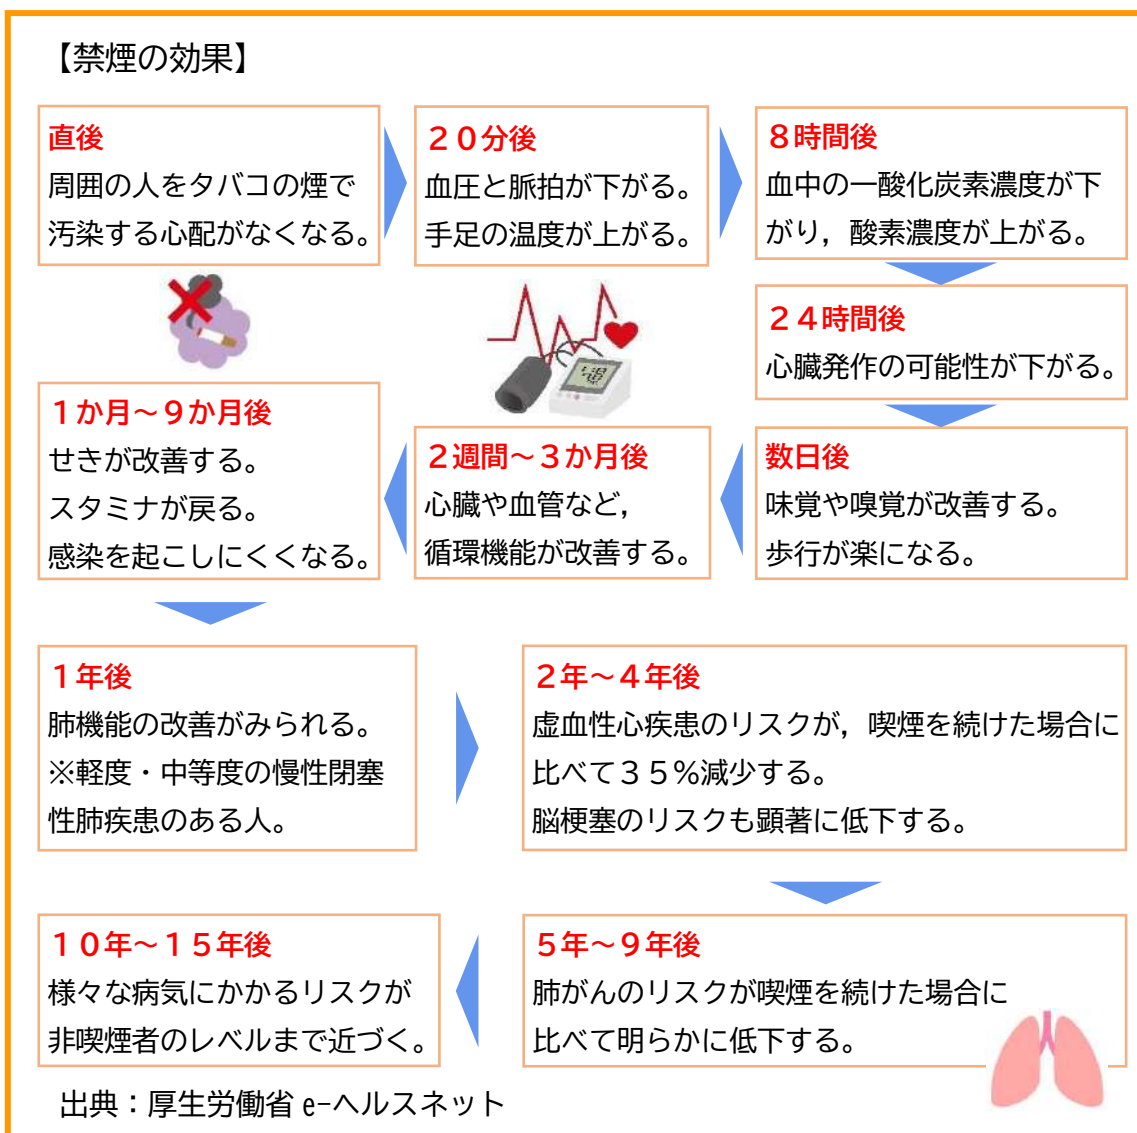 【禁煙の効果】
直後
周囲の人をタバコの煙で
汚染する心配がなくなる。
２０分後
血圧と脈拍が下がる。
手足の温度が上がる。
８時間後
血中の一酸化炭素濃度が下
がり，酸素濃度が上がる。
２４時間後
心臓発作の可能性が下がる。
数日後
味覚や嗅覚が改善する。
歩行が楽になる。
２週間～３か月後
心臓や血管など，
循環機能が改善する。
１か月～９か月後
せきが改善する。
スタミナが戻る。
感染を起こしにくくなる。
１年後
肺機能の改善がみられる。
※軽度・中等度の慢性閉塞
性肺疾患のある人。
２年～４年後
虚血性心疾患のリスクが，喫煙を続けた場合に
比べて３５％減少する。
脳梗塞のリスクも顕著に低下する。
５年～９年後
肺がんのリスクが喫煙を続けた場合に
比べて明らかに低下する。
１０年～１５年後
様々な病気にかかるリスクが
非喫煙者のレベルまで近づく。
出典：厚生労働省 e-ヘルスネット